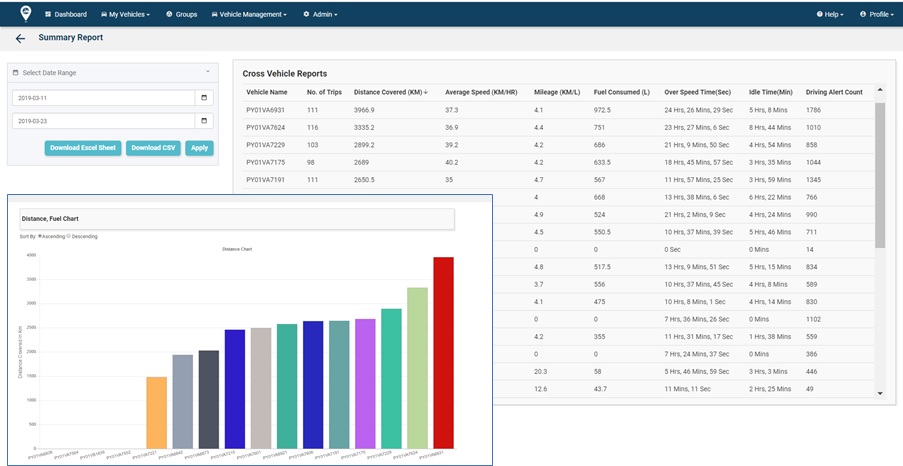 Dashboard My Vehicles Groups Vehicle Management Admin Help Profile
Summary Report
Select Date Range
2019-03-11
2019-03-23
Download Excel Sheet Download CSV Apply
Cross Vehicle Reports
Vehicle Name No. of Trips Distance Covered (KM) Average Speed (KM/HR) Mileage (KM/L) Fuel Consumed (L) Over Speed Time(Sec) Idle Time(Min) Driving Alert Count
PY01VA6931 111 3966.9 37.3 4.1 972.5 24 Hrs, 26 Mins, 29 Sec 5 Hrs, 8 Mins 1786
PY01VA7624 116 3335.2 36.9 4.4 751 23 Hrs, 27 Mins, 6 Sec 8 Hrs, 44 Mins 1010
PY01VA7229 103 2899.2 39.2 4.2 686 21 Hrs, 9 Mins, 50 Sec 4 Hrs, 54 Mins 858
PY01VA7175 98 2689 40.2 4.2 633.5 18 Hrs, 45 Mins, 57 Sec 3 Hrs, 35 Mins 1044
PY01VA7191 111 2650.5 35 4.7 567 11 Hrs, 57 Mins, 25 Sec 3 Hrs, 59 Mins 1345
4 668 13 Hrs, 38 Mins, 6 Sec 6 Hrs, 22 Mins 766
4.9 524 21 Hrs, 2 Mins, 9 Sec 4 Hrs, 24 Mins 990
4.5 550.5 10 Hrs, 37 Mins, 39 Sec 5 Hrs, 46 Mins 711
0 0 0 Sec 0 Mins 14
4.8 517.5 13 Hrs, 9 Mins, 51 Sec 5 Hrs, 15 Mins 834
3.7 556 10 Hrs, 37 Mins, 45 Sec 4 Hrs, 8 Mins 589
4.1 475 10 Hrs, 8 Mins, 1 Sec 4 Hrs, 14 Mins 830
0 0 7 Hrs, 36 Mins, 26 Sec 0 Mins 1102
4.2 355 11 Hrs, 31 Mins, 17 Sec 1 Hrs, 38 Mins 559
0 0 7 Hrs, 24 Mins, 37 Sec 0 Mins 386
20.3 58 5 Hrs, 46 Mins, 59 Sec 3 Hrs, 3 Mins 446
12.6 43.7 11 Mins, 11 Sec 2 Hrs, 25 Mins 49
Distance, Fuel Chart
Sort By: Ascending Descending
Distance Chart
Distance Covered in Km
4000
3500
3000
2500
2000
1500
1000
500
0